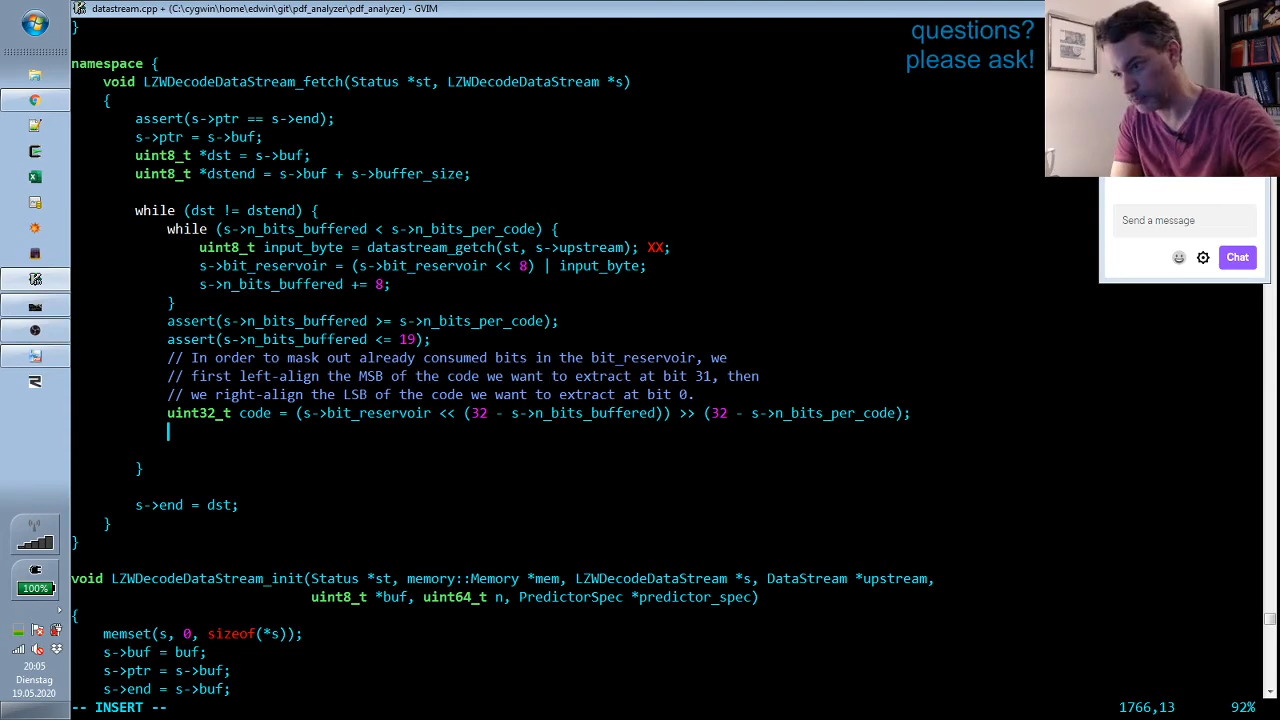 datastream.cpp + (C:\cygwin\home\edwin\git\pdf_analyzer\pdf_analyzer) - GVIM
questions?
please ask!
}
namespace {
    void LZWDecodeDataStream_fetch(Status *st, LZWDecodeDataStream *s)
    {
        assert(s->ptr == s->end);
        s->ptr = s->buf;
        uint8_t *dst = s->buf;
        uint8_t *dstend = s->buf + s->buffer_size;
        while (dst != dstend) {
            while (s->n_bits_buffered < s->n_bits_per_code) {
                uint8_t input_byte = datastream_getch(st, s->upstream); XX;
                s->bit_reservoir = (s->bit_reservoir << 8) | input_byte;
                s->n_bits_buffered += 8;
            }
            assert(s->n_bits_buffered >= s->n_bits_per_code);
            assert(s->n_bits_buffered <= 19);
            // In order to mask out already consumed bits in the bit_reservoir, we
            // first left-align the MSB of the code we want to extract at bit 31, then
            // we right-align the LSB of the code we want to extract at bit 0.
            uint32_t code = (s->bit_reservoir << (32 - s->n_bits_buffered)) >> (32 - s->n_bits_per_code);
        }
        s->end = dst;
    }
}
void LZWDecodeDataStream_init(Status *st, memory::Memory *mem, LZWDecodeDataStream *s, DataStream *upstream,
                              uint8_t *buf, uint64_t n, PredictorSpec *predictor_spec)
{
    memset(s, 0, sizeof(*s));
    s->buf = buf;
    s->ptr = s->buf;
    s->end = s->buf;
-- INSERT --
1766,13
92%
Send a message
Chat
100%
20:05
Dienstag
19.05.2020